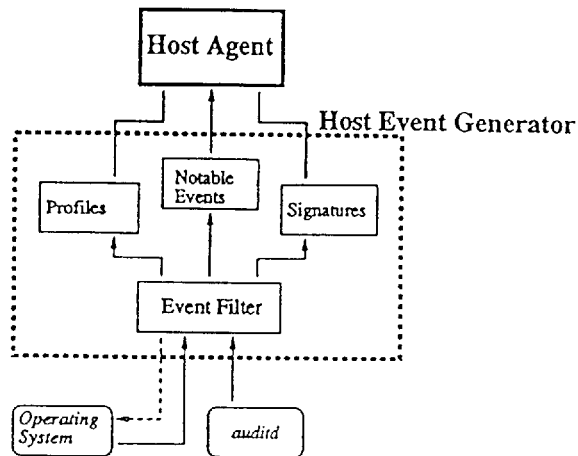 Host Agent
Host Event Generator
Notable
Events
Profiles
Signatures
Event Filter
Operating
System
auditd